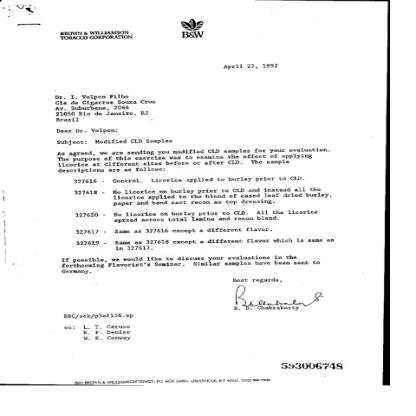 BROWN & WILLIAMSON
TOBACCO CORPORATION
B&W
April 22, 1992
Dr. I. Volpon Filho
Cia de Cigarros Souza Cruz
Av. Suburbana, 2066
21050 Rio de Janeiro, RJ
Brazil
Dear Dr. Volpon:
Subject: Modified CLD Samples
As agreed, we are sending you modified CLD samples for your evaluation.
The purpose of this exercise was to examine the effect of applying
licorice at different sites before or after CLD. The sample
descriptions are as follows:
327616 - Control. Licorice applied to burley prior to CLD.
327618 - No licorice on burley prior to CLD and instead all the
licorice applied to the blend of cased leaf dried burley,
paper and band cast recon as top dressing.
327620 - No licorice on burley prior to CLD. All the licorice
spread across total lamina and recon blend.
327617 - Same as 327616 except a different flavor.
327619 - Same as 327618 except a different flavor which is same as
in 327617.
If possible, we would like to discuss your evaluations in the
forthcoming Flavorist's Seminar. Similar samples have been sent to
Germany.
Best regards,
B. B. Chakraborty
BBC/sek/p3e1158.wp
cc: L. T. Caruso
R. F. Denier
W. R. Conway
593006748